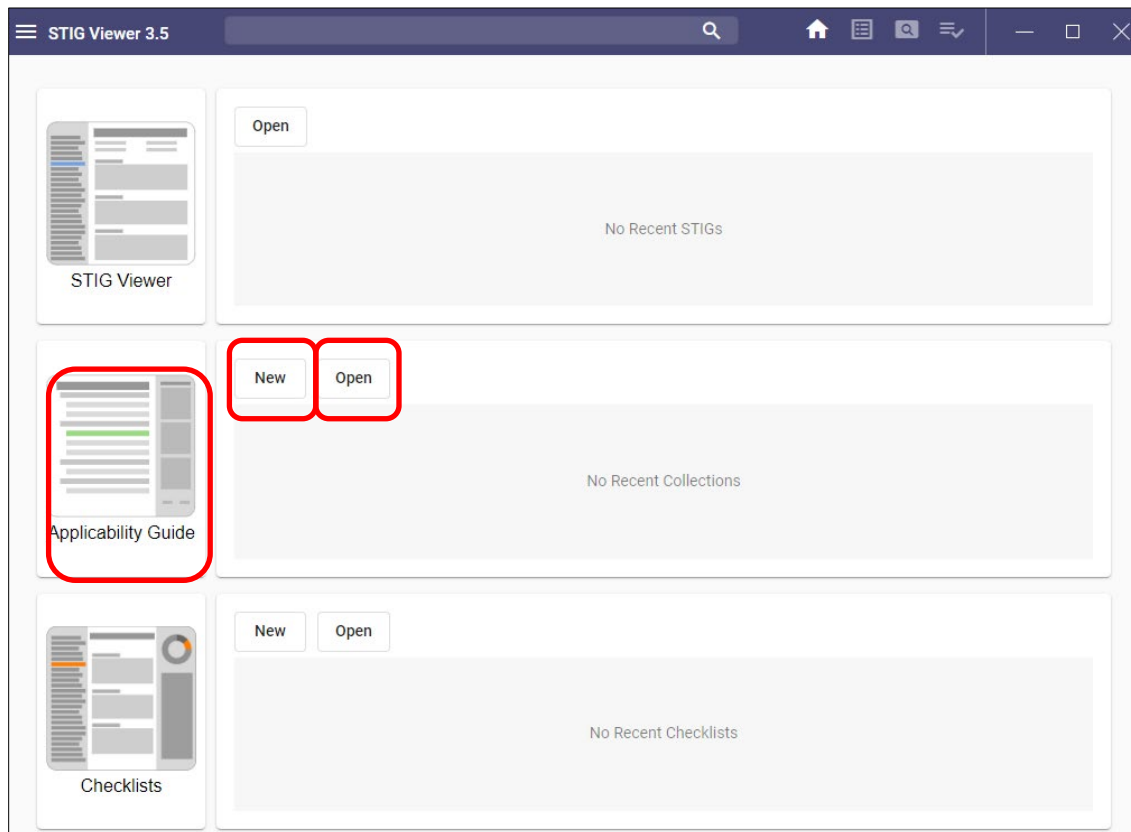 STIG Viewer 3.5
Open
No Recent STIGs
STIG Viewer
New Open
No Recent Collections
Applicability Guide
New Open
No Recent Checklists
Checklists